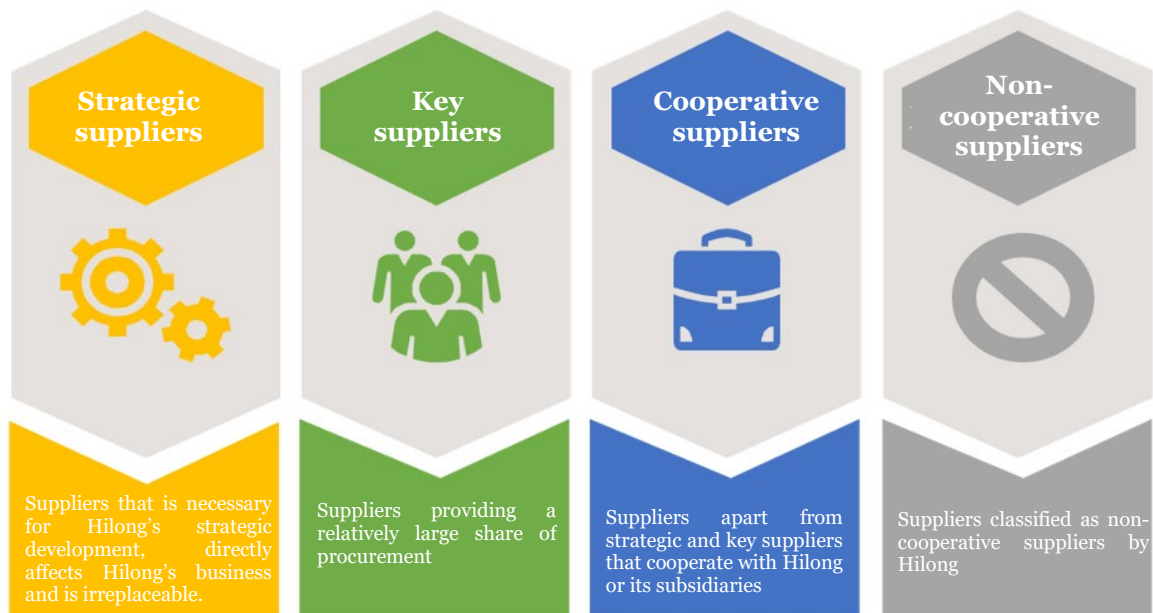 Strategic
suppliers
Suppliers that is necessary
for Hilong's strategic
development, directly
affects Hilong's business
and is irreplaceable.
Key
suppliers
Suppliers providing a
relatively large share of
procurement
Cooperative
suppliers
Suppliers apart from
strategic and key suppliers
that cooperate with Hilong
or its subsidiaries
Non-
cooperative
suppliers
Suppliers classified as non-
cooperative suppliers by
Hilong